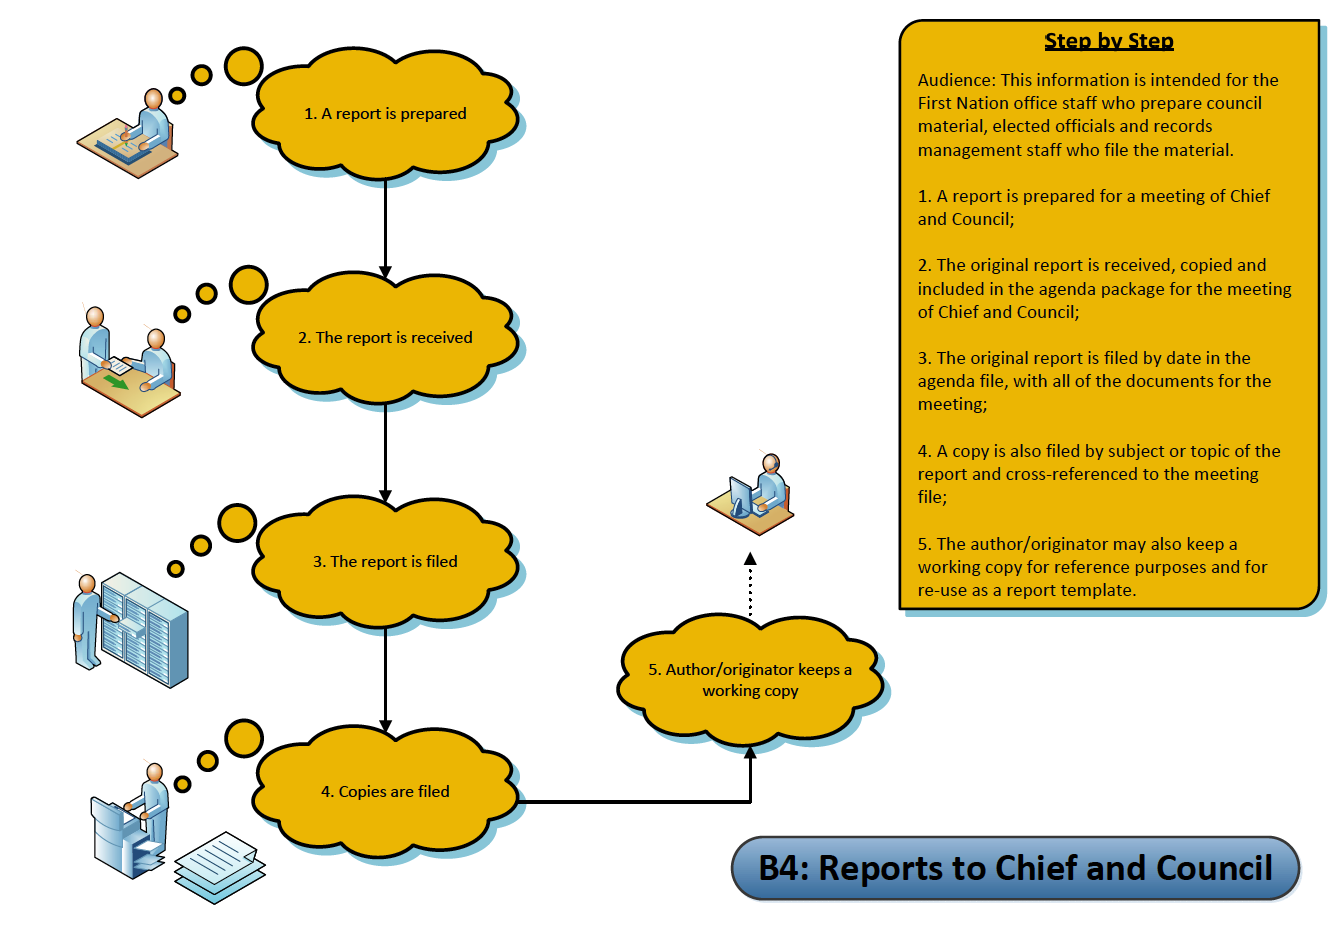 1. A report is prepared
2. The report is received
3. The report is filed
4. Copies are filed
5. Author/originator keeps a
working copy
Step by Step
Audience: This information is intended for the
First Nation office staff who prepare council
material, elected officials and records
management staff who file the material.
1. A report is prepared for a meeting of Chief
and Council;
2. The original report is received, copied and
included in the agenda package for the meeting
of Chief and Council;
3. The original report is filed by date in the
agenda file, with all of the documents for the
meeting;
4. A copy is also filed by subject or topic of the
report and cross-referenced to the meeting
file;
5. The author/originator may also keep a
working copy for reference purposes and for
re-use as a report template.
B4: Reports to Chief and Council